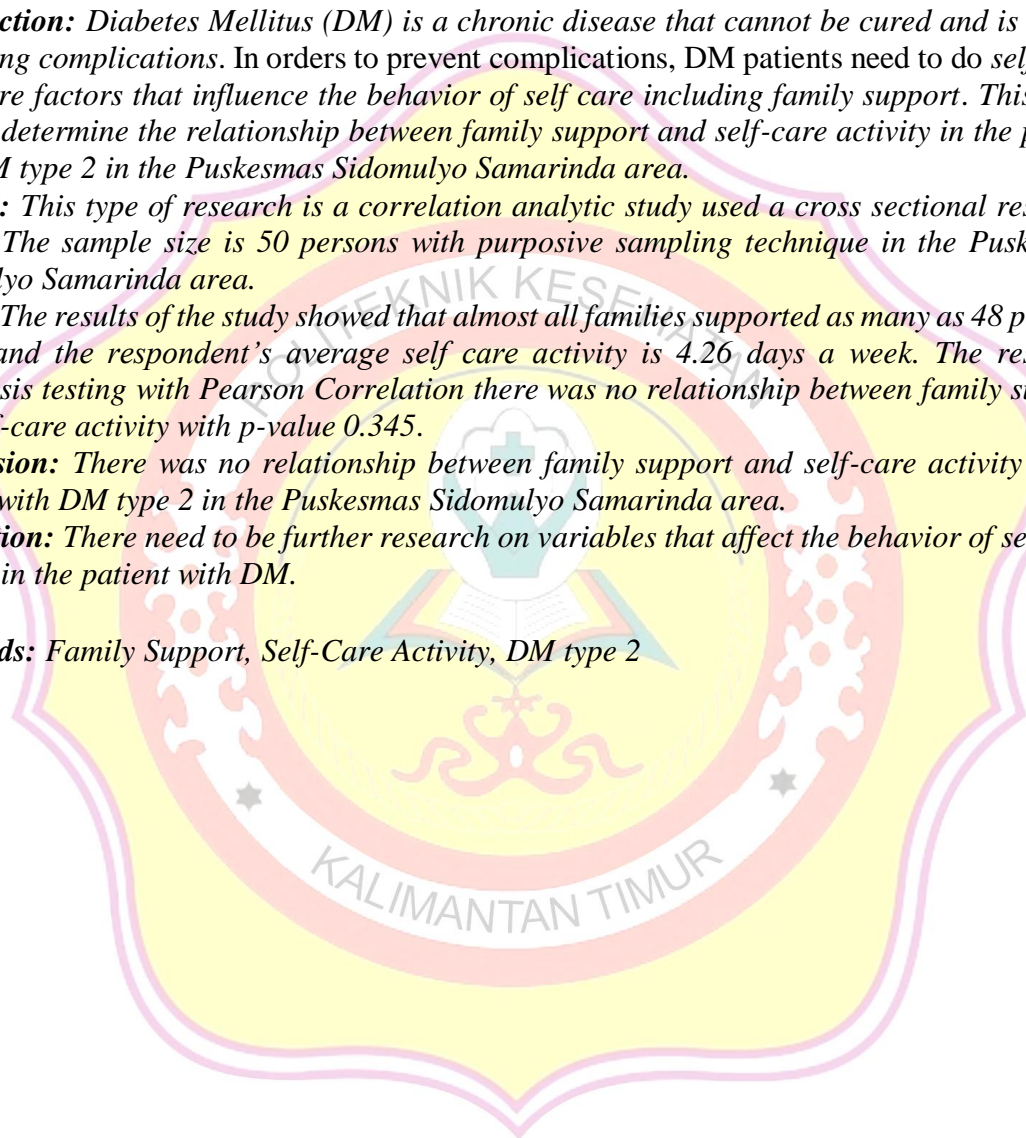 ction: Diabetes Mellitus (DM) is a chronic disease that cannot be cured and is
ng complications. In orders to prevent complications, DM patients need to do self
re factors that influence the behavior of self care including family support. This
determine the relationship between family support and self-care activity in the p
M type 2 in the Puskesmas Sidomulyo Samarinda area.
: This type of research is a correlation analytic study used a cross sectional res
The sample size is 50 persons with purposive sampling technique in the Pusk
lyo Samarinda area.
The results of the study showed that almost all families supported as many as 48 p
and the respondent's average self care activity is 4.26 days a week. The res
sis testing with Pearson Correlation there was no relationship between family su
f-care activity with p-value 0.345.
sion: There was no relationship between family support and self-care activity
with DM type 2 in the Puskesmas Sidomulyo Samarinda area.
tion: There need to be further research on variables that affect the behavior of se
in the patient with DM.
ds: Family Support, Self-Care Activity, DM type 2
POLITEKNIK KESEHATAN
KALIMANTAN TIMUR